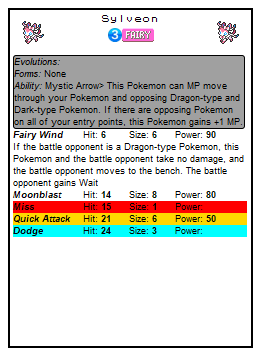 Sylveon
3 FAIRY
Evolutions:
Forms: None
Ability: Mystic Arrow> This Pokemon can MP move
through your Pokemon and opposing Dragon-type and
Dark-type Pokemon. If there are opposing Pokemon
on all of your entry points, this Pokemon gains +1 MP.
Fairy Wind Hit: 6 Size: 6 Power: 90
If the battle opponent is a Dragon-type Pokemon, this
Pokemon and the battle opponent take no damage, and
the battle opponent moves to the bench. The battle
opponent gains Wait
Moonblast Hit: 14 Size: 8 Power: 80
Miss Hit: 15 Size: 1 Power:
Quick Attack Hit: 21 Size: 6 Power: 50
Dodge Hit: 24 Size: 3 Power: